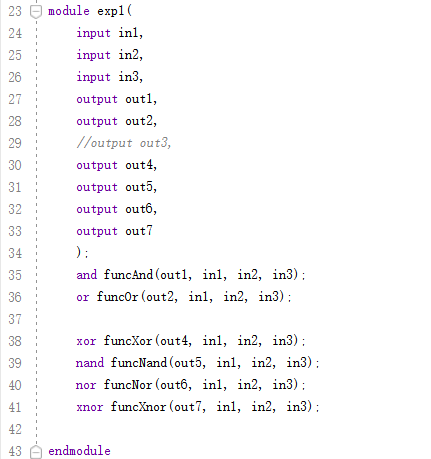 23 module exp1(
24 input in1,
25 input in2,
26 input in3,
27 output out1,
28 output out2,
29 //output out3,
30 output out4,
31 output out5,
32 output out6,
33 output out7
34 );
35 and funcAnd(out1, in1, in2, in3);
36 or funcOr(out2, in1, in2, in3);
37
38 xor funcXor(out4, in1, in2, in3);
39 nand funcNand(out5, in1, in2, in3);
40 nor funcNor(out6, in1, in2, in3);
41 xnor funcXnor(out7, in1, in2, in3);
42
43 endmodule